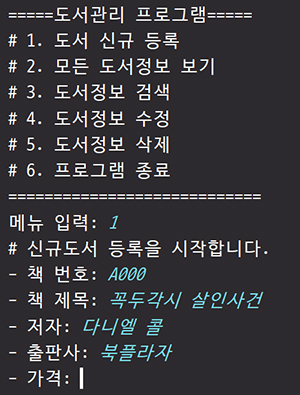 =====도서관리 프로그램=====
# 1. 도서 신규 등록
# 2. 모든 도서정보 보기
# 3. 도서정보 검색
# 4. 도서정보 수정
# 5. 도서정보 삭제
# 6. 프로그램 종료
===========================
메뉴 입력: 1
# 신규도서 등록을 시작합니다.
- 책 번호: A000
- 책 제목: 꼭두각시 살인사건
- 저자: 다니엘 콜
- 출판사: 북플라자
- 가격: